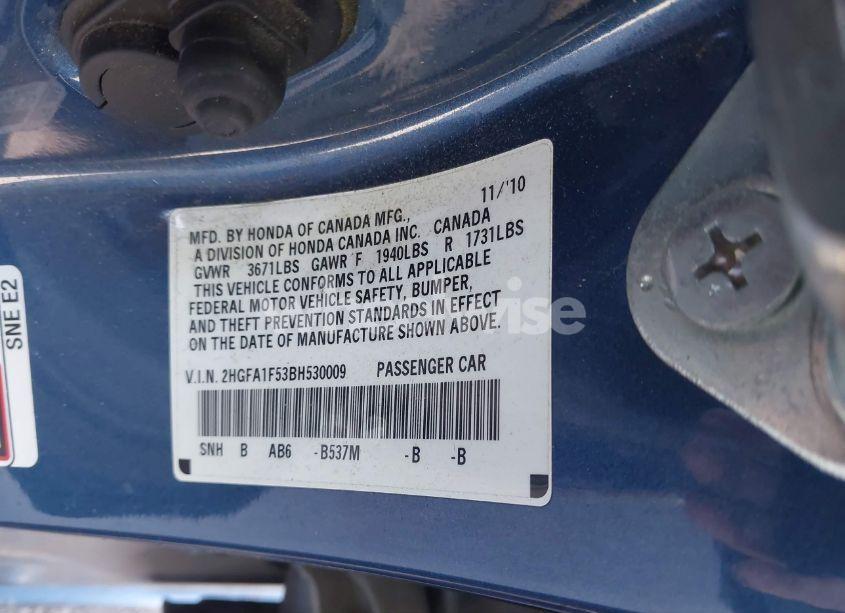 11/'10
MFD. BY HONDA OF CANADA MFG.,
A DIVISION OF HONDA CANADA INC. CANADA
GVWR 3671LBS GAWR F 1940LBS R 1731LBS
THIS VEHICLE CONFORMS TO ALL APPLICABLE
FEDERAL MOTOR VEHICLE SAFETY, BUMPER,
AND THEFT PREVENTION STANDARDS IN EFFECT
ON THE DATE OF MANUFACTURE SHOWN ABOVE.
V.I.N. 2HGFA1F53BH530009 PASSENGER CAR
SNH B AB6 -B537M -B -B
SNE E2